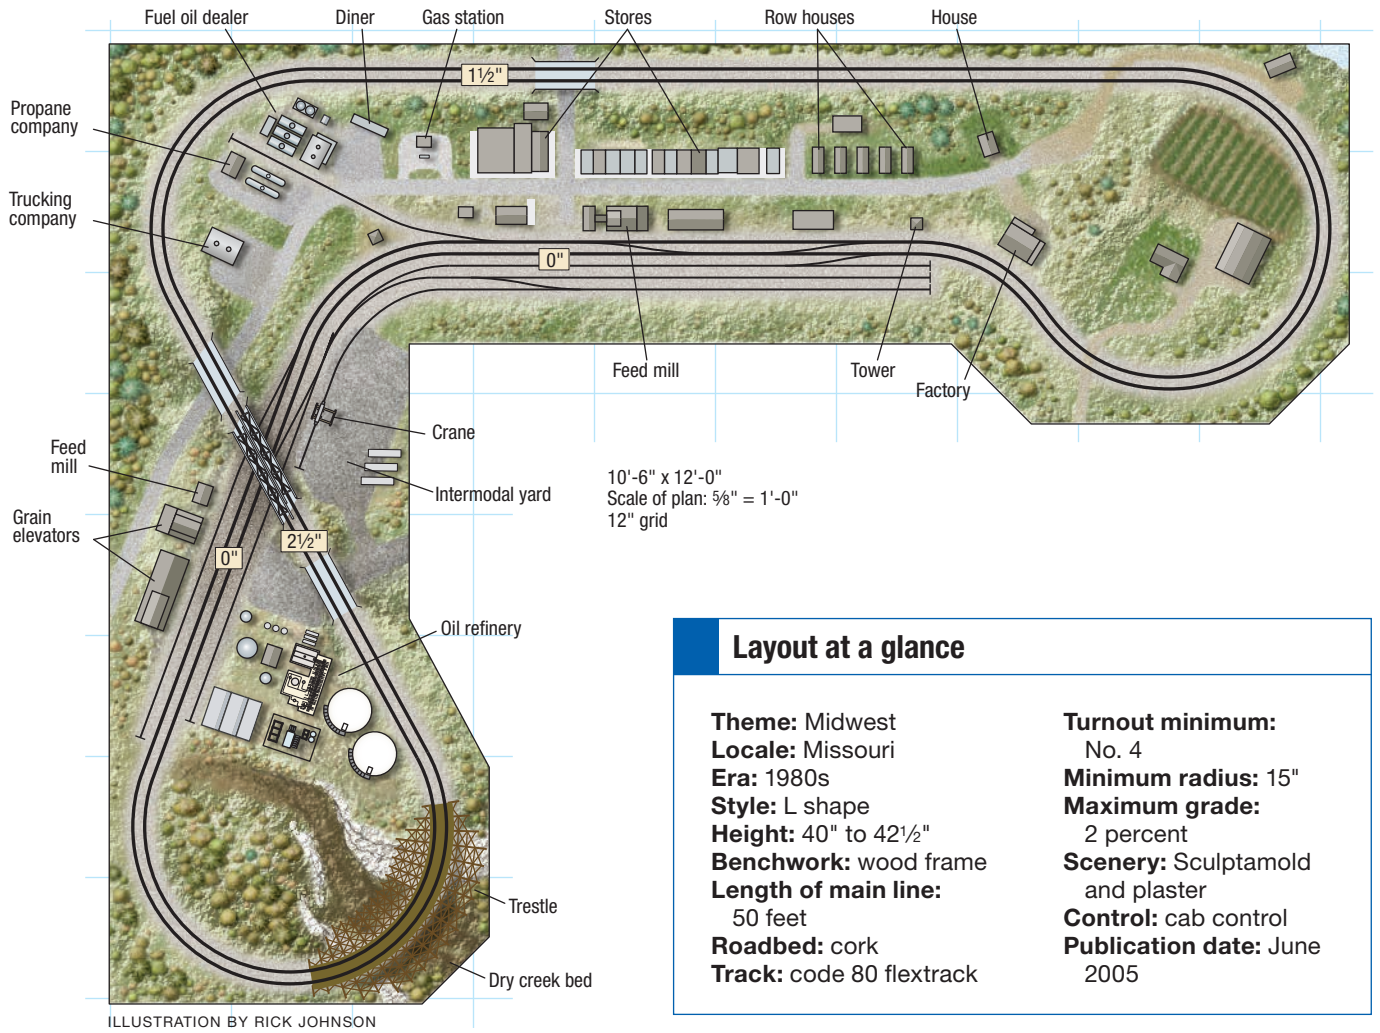 Fuel oil dealer
Diner
Gas station
Stores
Row houses
House
1½"
Propane
company
Trucking
company
0"
Feed mill
Tower
Factory
Crane
Feed
mill
Intermodal yard
10'-6" x 12'-0"
Scale of plan: ⅝" = 1'-0"
12" grid
Grain
elevators
0"
2½"
Oil refinery
Trestle
Dry creek bed
ILLUSTRATION BY RICK JOHNSON
Layout at a glance
Theme: Midwest
Locale: Missouri
Era: 1980s
Style: L shape
Height: 40" to 42½"
Benchwork: wood frame
Length of main line:
50 feet
Roadbed: cork
Track: code 80 flextrack
Turnout minimum:
No. 4
Minimum radius: 15"
Maximum grade:
2 percent
Scenery: Sculptamold
and plaster
Control: cab control
Publication date: June
2005